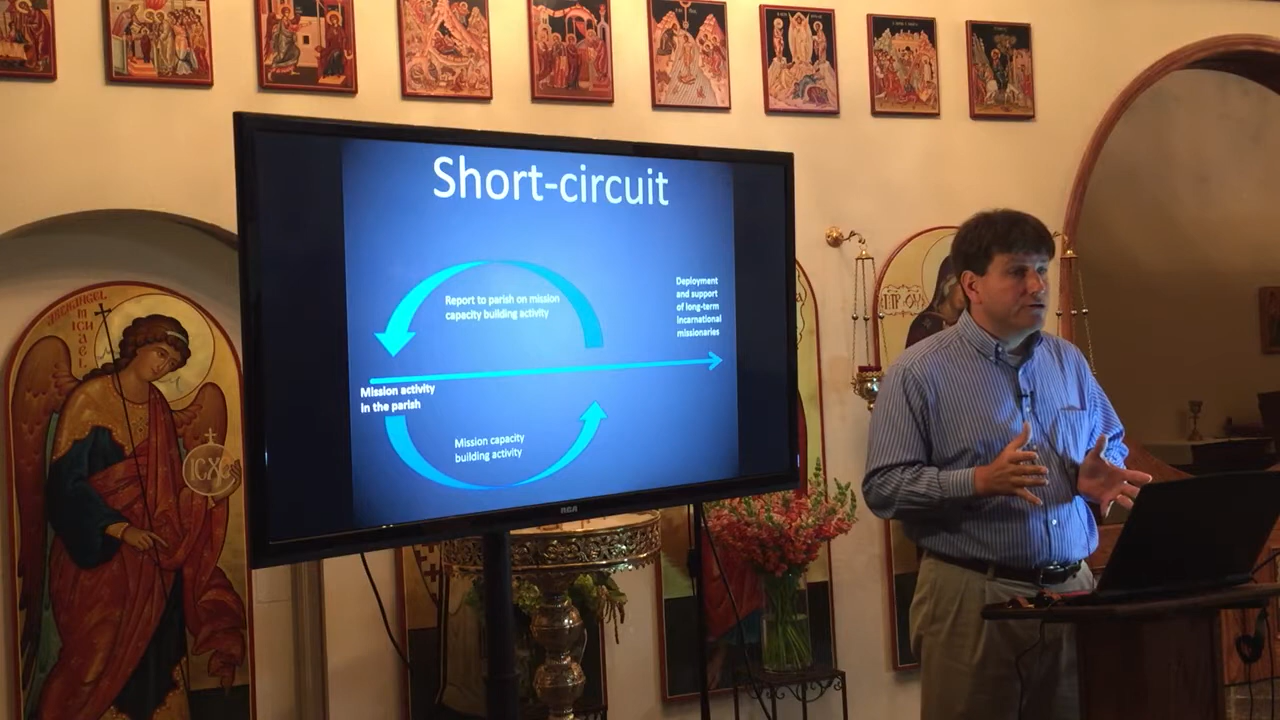 Short-circuit
Report to parish on mission
capacity building activity
Deployment
and support
of long-term
incarnational
missionaries
Mission activity
in the parish
Mission capacity
building activity
RCA
ARCHANGEL
MICHAEL
IC XC